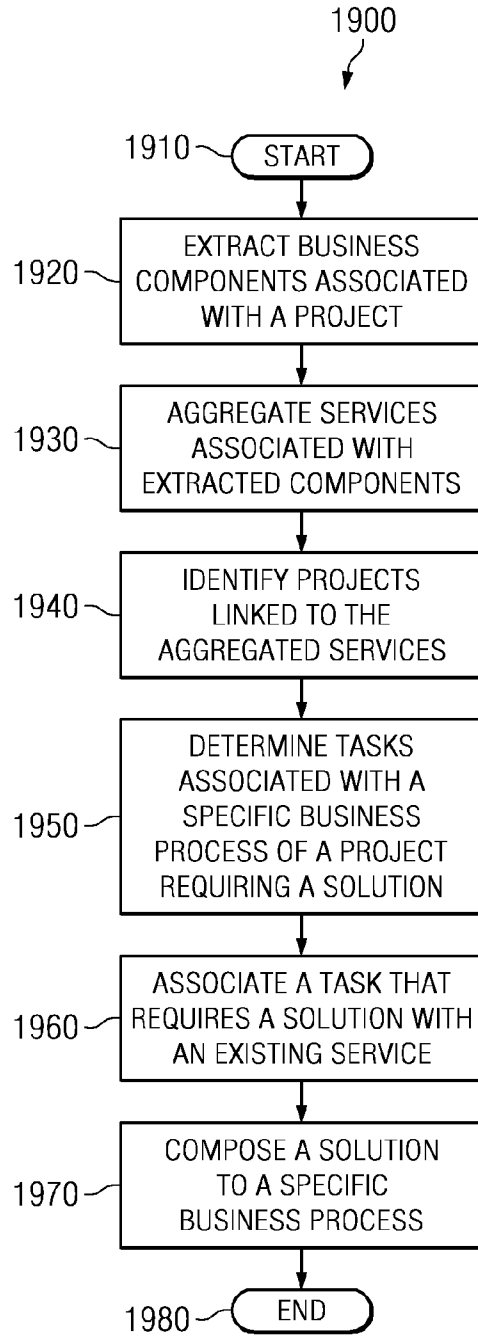 1900
1910
START
1920
EXTRACT BUSINESS
COMPONENTS ASSOCIATED
WITH A PROJECT
1930
AGGREGATE SERVICES
ASSOCIATED WITH
EXTRACTED COMPONENTS
1940
IDENTIFY PROJECTS
LINKED TO THE
AGGREGATED SERVICES
1950
DETERMINE TASKS
ASSOCIATED WITH A
SPECIFIC BUSINESS
PROCESS OF A PROJECT
REQUIRING A SOLUTION
1960
ASSOCIATE A TASK THAT
REQUIRES A SOLUTION WITH
AN EXISTING SERVICE
1970
COMPOSE A SOLUTION
TO A SPECIFIC
BUSINESS PROCESS
1980
END